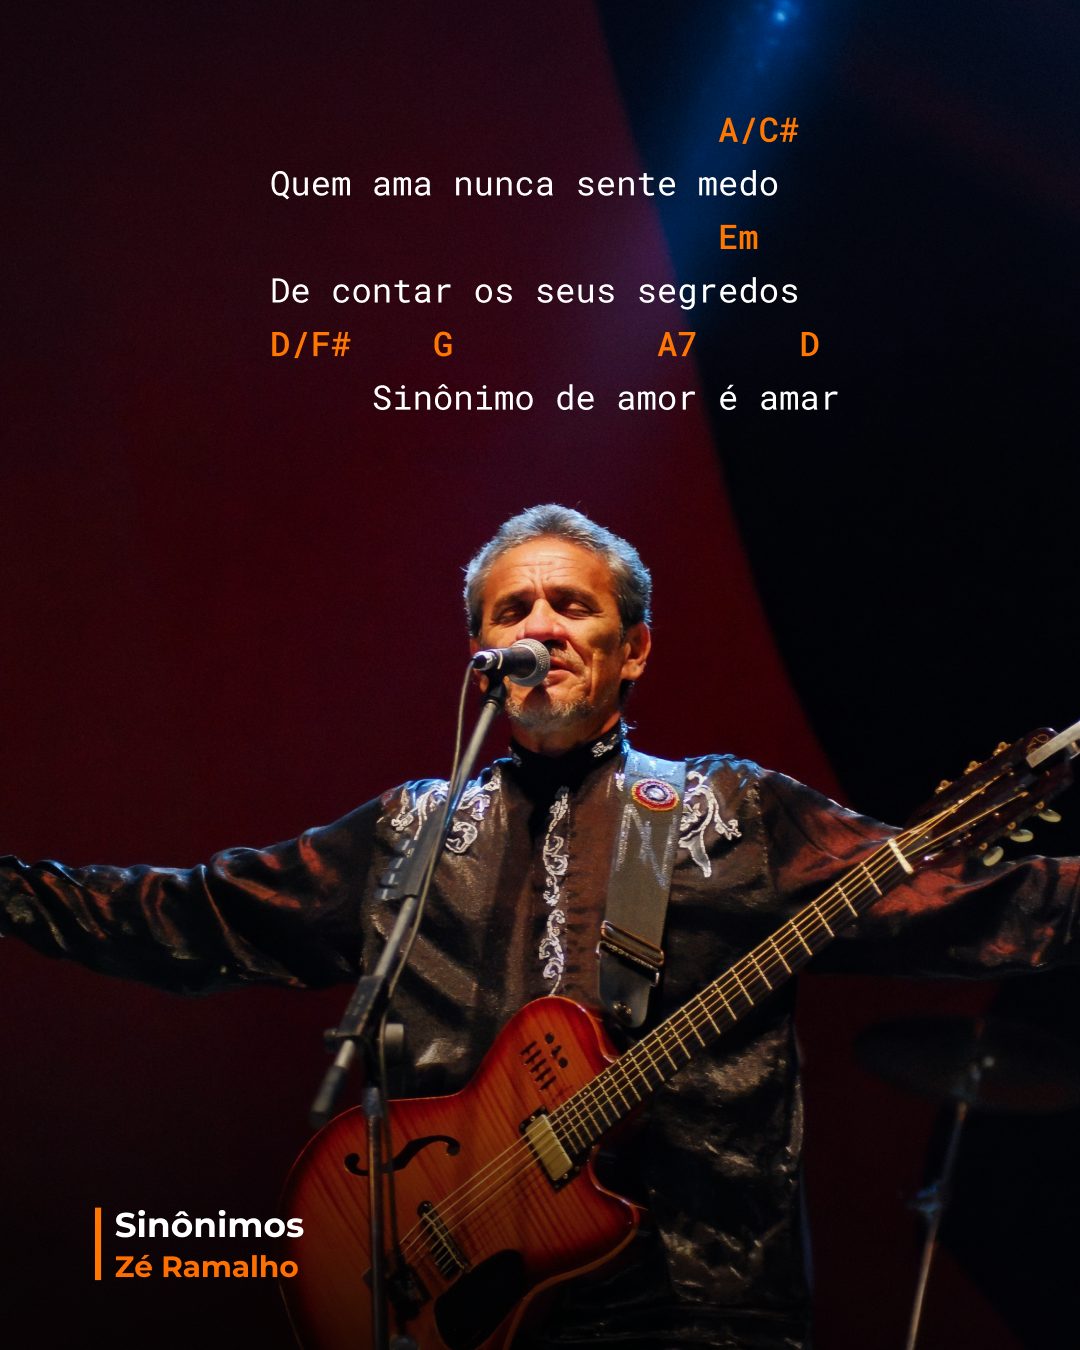 A/C#
Quem ama nunca sente medo
Em
De contar os seus segredos
D/F# G A7 D
Sinônimo de amor é amar
Sinônimos
Zé Ramalho